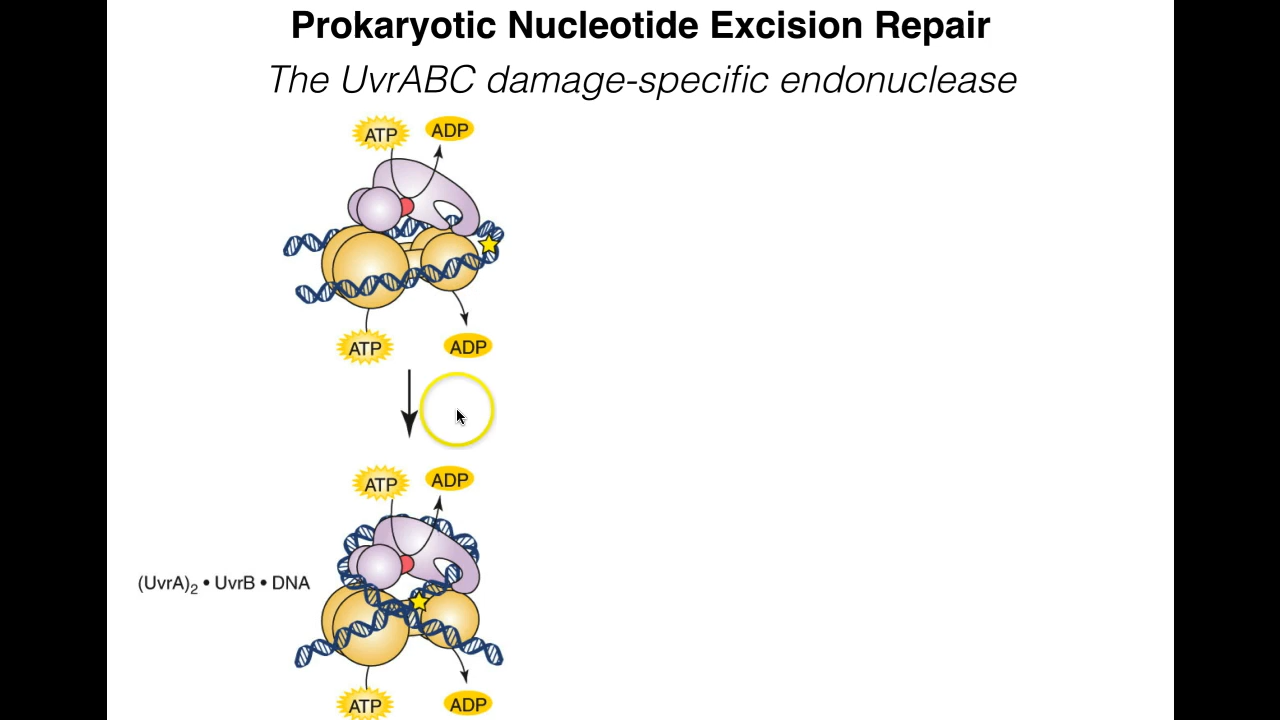 Prokaryotic Nucleotide Excision Repair
The UvrABC damage-specific endonuclease
ATP
ADP
ATP
ADP
ATP
ADP
(UvrA)₂ • UvrB • DNA
ATP
ADP